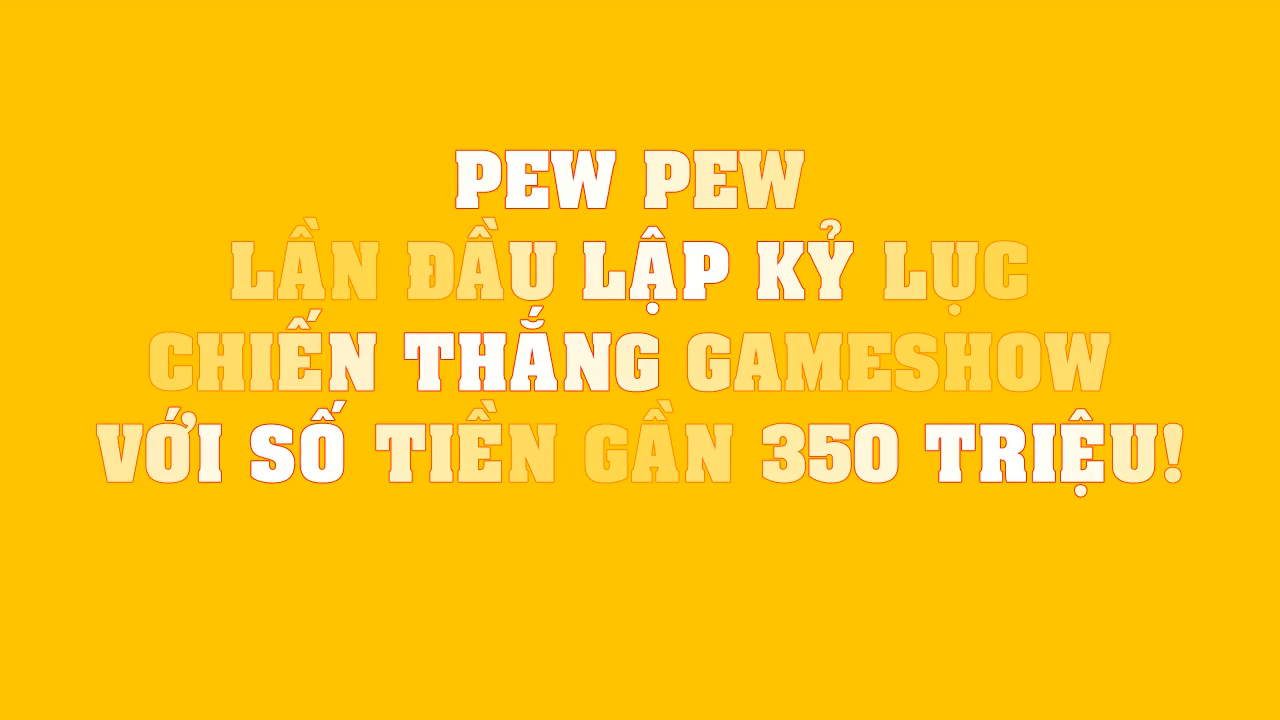 PEW PEW
LẦN ĐẦU LẬP KỶ LỤC
CHIẾN THẮNG GAMESHOW
VỚI SỐ TIỀN GẦN 350 TRIỆU!